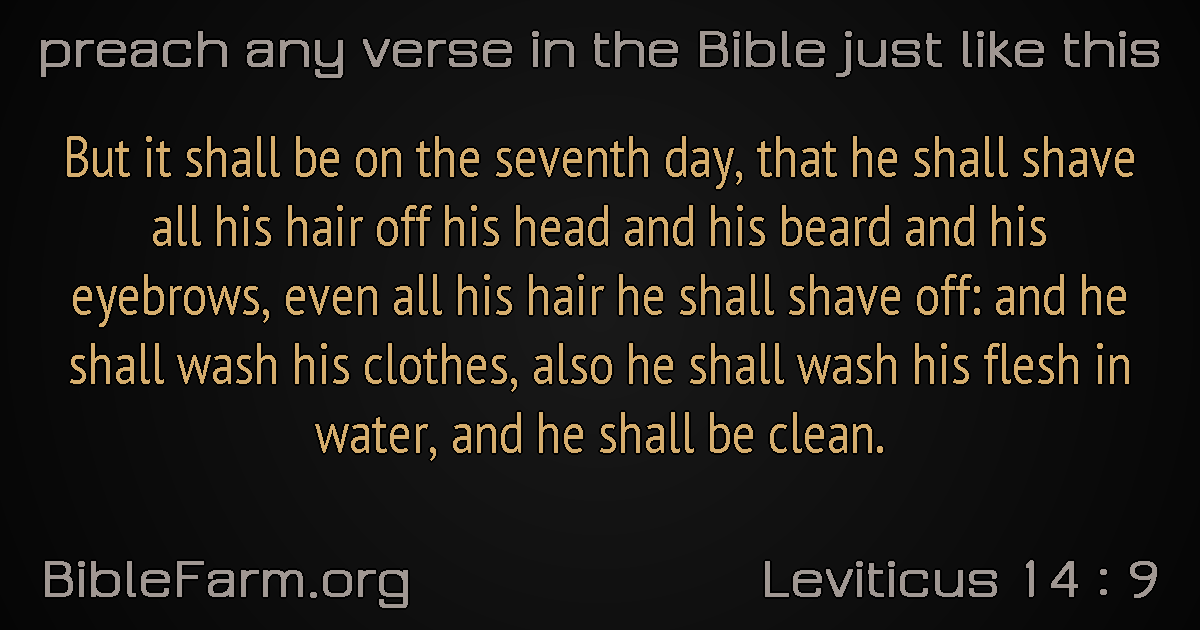 preach any verse in the Bible just like this
But it shall be on the seventh day, that he shall shave
all his hair off his head and his beard and his
eyebrows, even all his hair he shall shave off: and he
shall wash his clothes, also he shall wash his flesh in
water, and he shall be clean.
BibleFarm.org
Leviticus 14 : 9